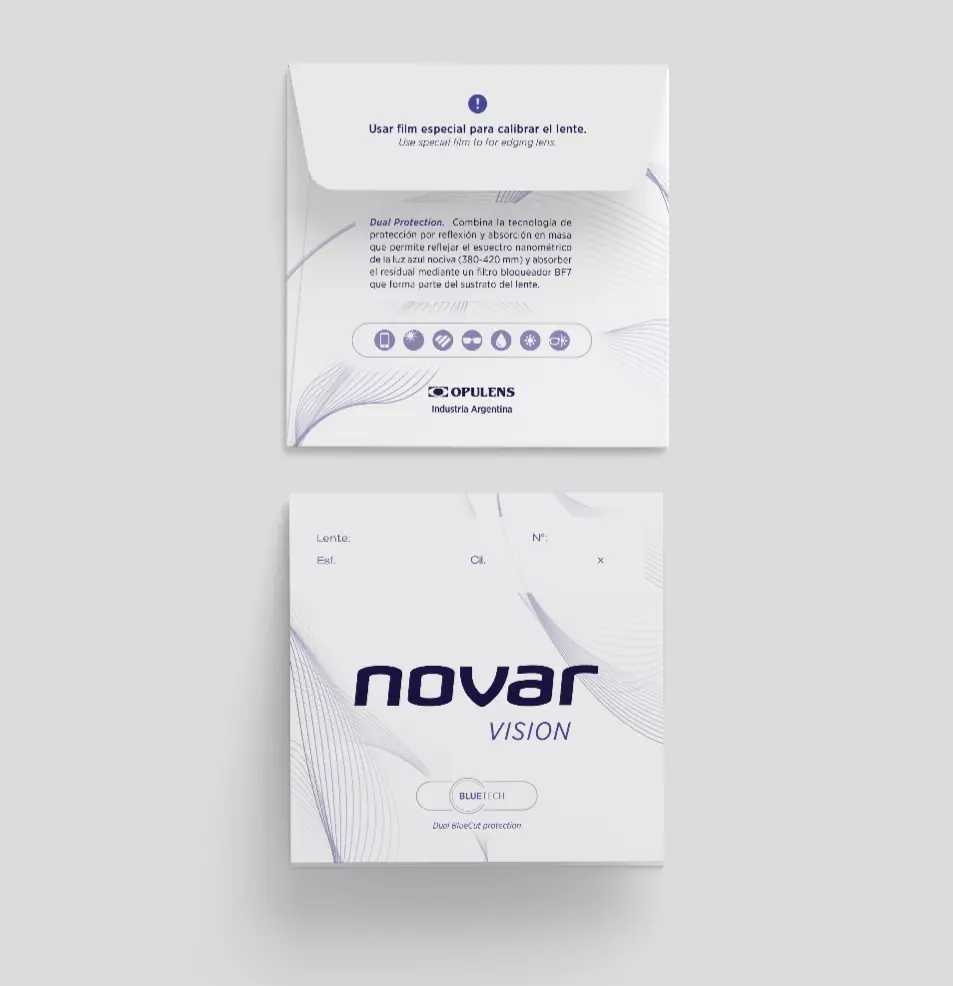 !
Usar film especial para calibrar el lente.
Use special film to for edging lens.
Dual Protection. Combina la tecnología de
protección por reflexión y absorción en masa
que permite reflejar el espectro nanométrico
de la luz azul nociva (380-420 mm) y absorber
el residual mediante un filtro bloqueador BF7
que forma parte del sustrato del lente.
OPULENS
Industria Argentina
Lente. N°:
Esf. Cil. x
novar
VISION
BLUETECH
Dual BlueCut protection